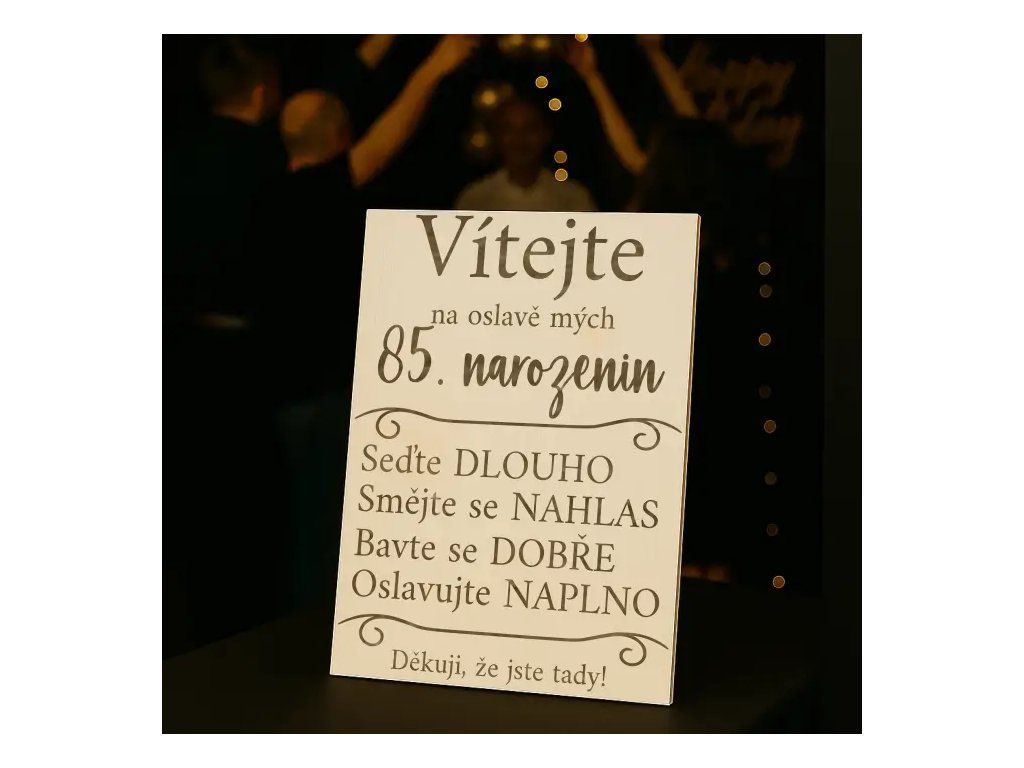 happy
Vítejte
na oslavě mých
85. narozenin
Seďte DLOUHO
Smějte se NAHLAS
Bavte se DOBŘE
Oslavujte NAPLNO
Děkuji, že jste tady!